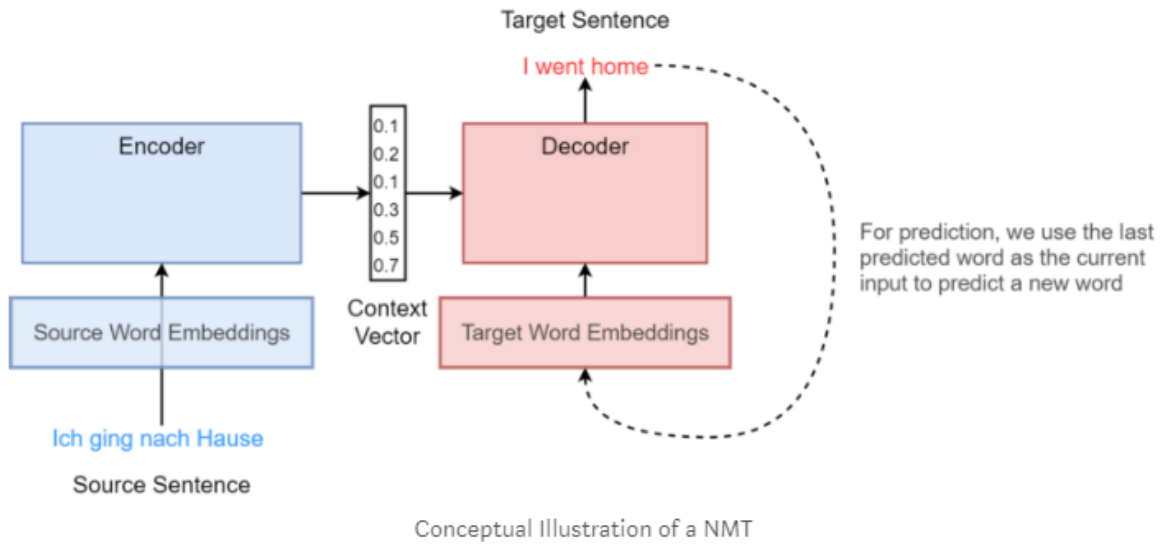 Target Sentence
I went home
Encoder
0.1
0.2
0.1
0.3
0.5
0.7
Decoder
For prediction, we use the last
predicted word as the current
input to predict a new word
Source Word Embeddings
Context
Vector
Target Word Embeddings
Ich ging nach Hause
Source Sentence
Conceptual Illustration of a NMT